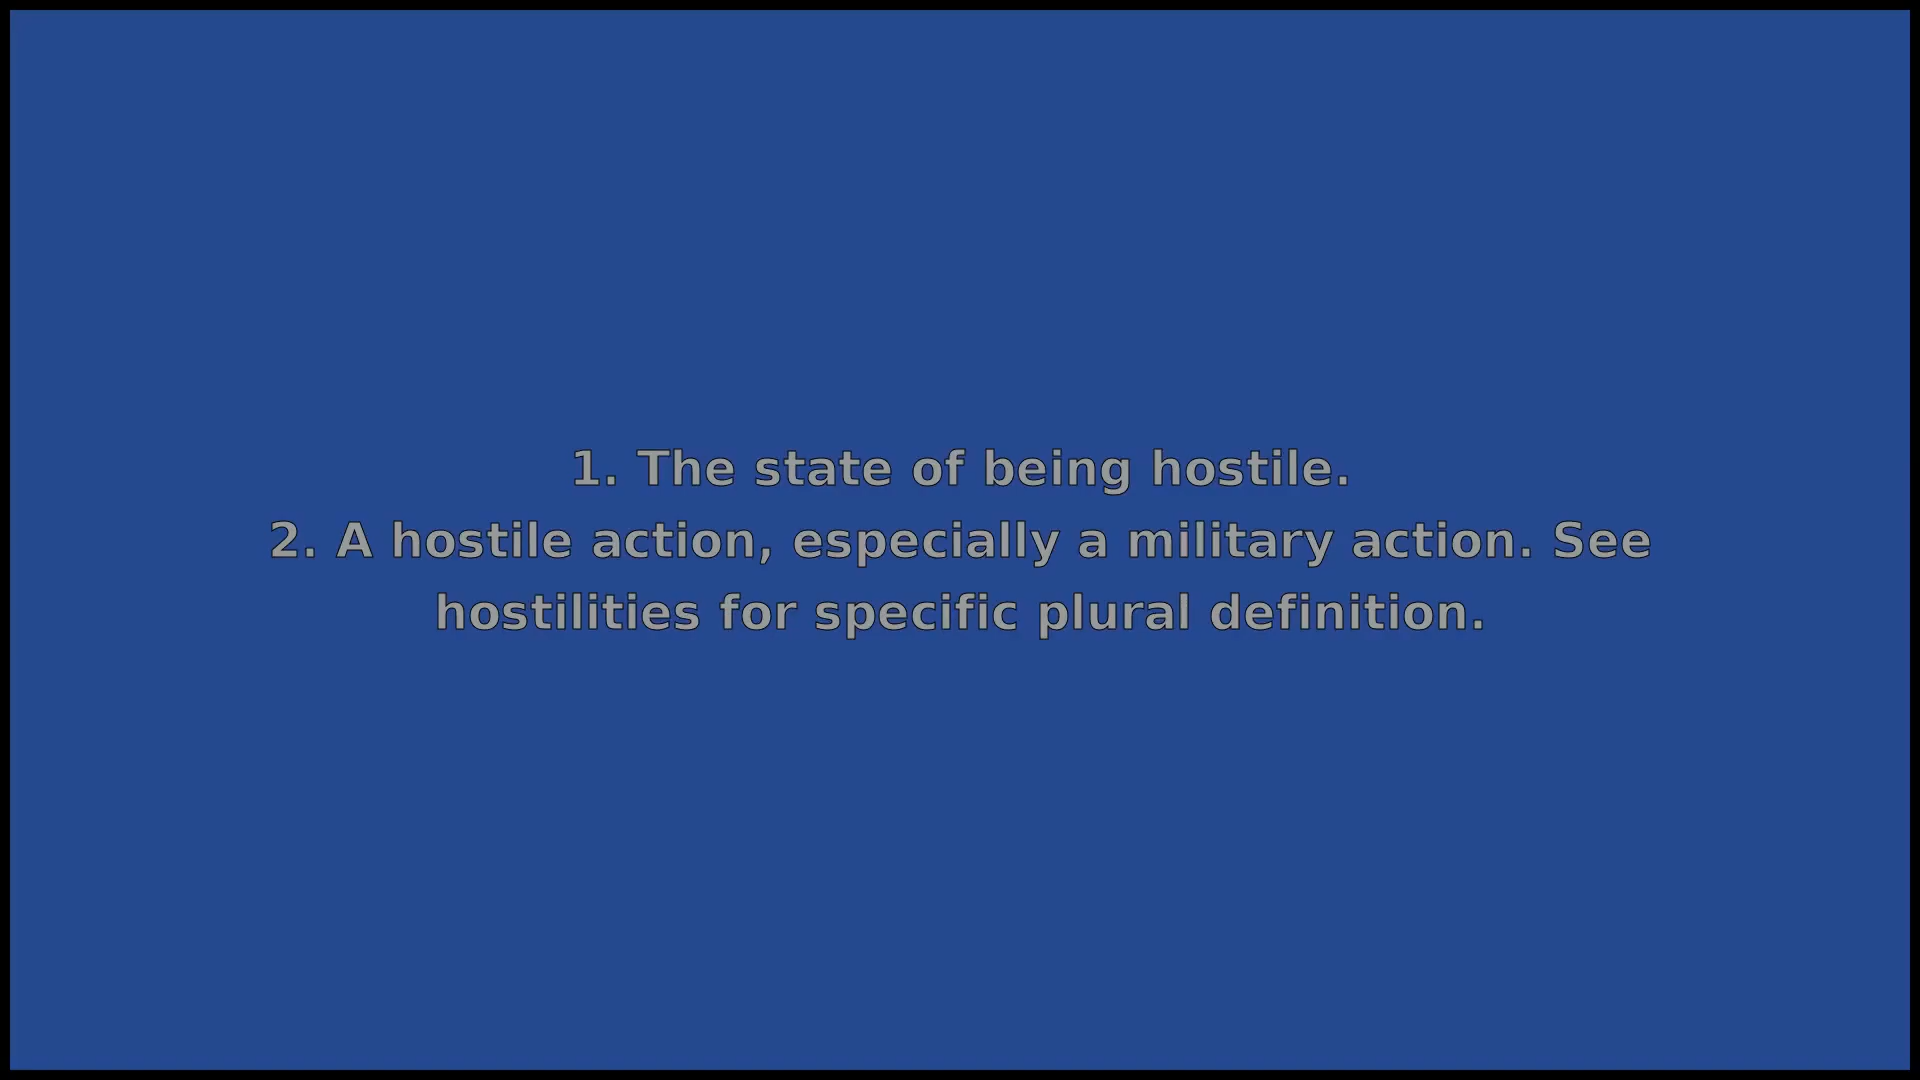 1. The state of being hostile.
2. A hostile action, especially a military action. See
hostilities for specific plural definition.